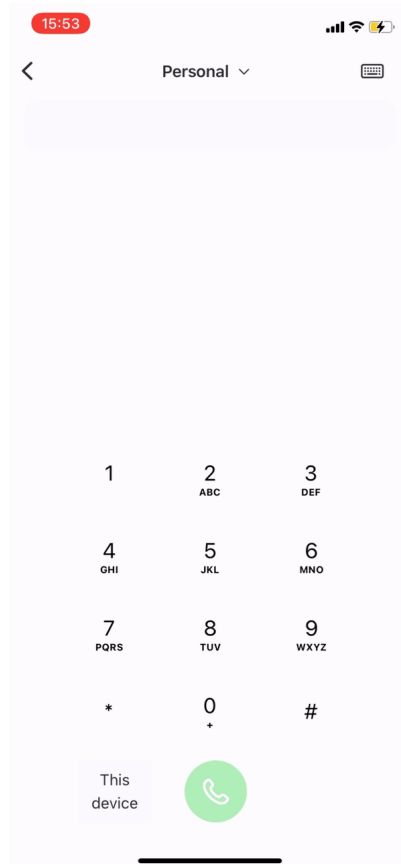 15:53
Personal
1 2 3
ABC DEF
4 5 6
GHI JKL MNO
7 8 9
PQRS TUV WXYZ
* 0 #
+
This
device